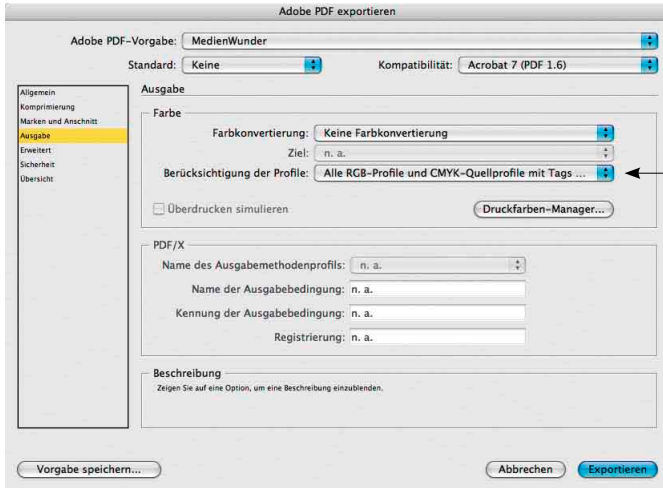 Adobe PDF exportieren
Adobe PDF-Vorgabe: MedienWunder
Standard: Keine Kompatibilität: Acrobat 7 (PDF 1.6)
Allgemein
Komprimierung
Marken und Anschnitt
Ausgabe
Erweitert
Sicherheit
Übersicht
Ausgabe
Farbe
Farbkonvertierung: Keine Farbkonvertierung
Ziel: n. a.
Berücksichtigung der Profile: Alle RGB-Profile und CMYK-Quellprofile mit Tags ...
Überdrucken simulieren Druckfarben-Manager...
PDF/X
Name des Ausgabemethodenprofils: n. a.
Name der Ausgabebedingung: n. a.
Kennung der Ausgabebedingung: n. a.
Registrierung: n. a.
Beschreibung
Zeigen Sie auf eine Option, um eine Beschreibung einzublenden.
Vorgabe speichern... Abbrechen Exportieren